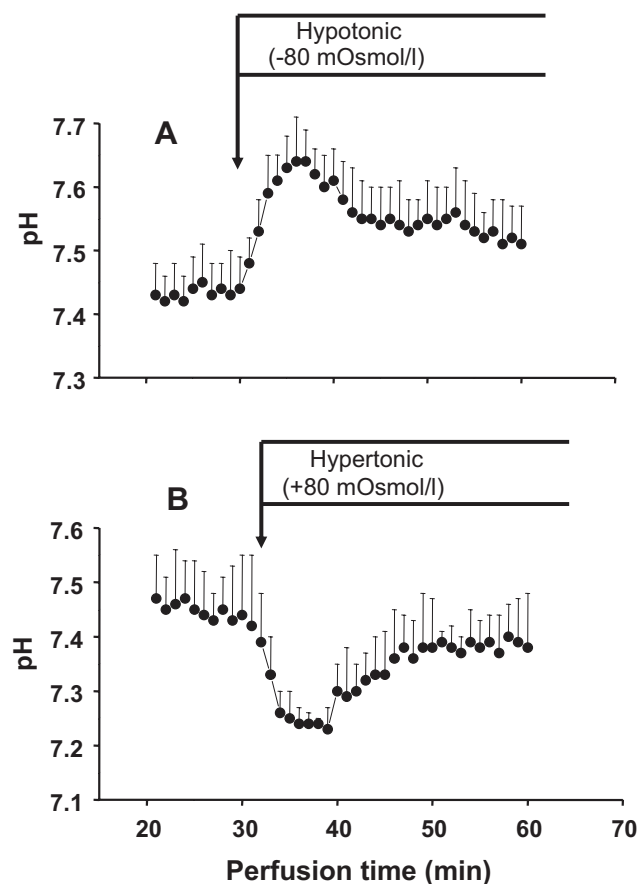 Hypotonic
(-80 mOsmol/l)
A
7.7
7.6
7.5
7.4
7.3
pH
Hypertonic
(+80 mOsmol/l)
B
7.6
7.5
7.4
7.3
7.2
7.1
pH
20 30 40 50 60 70
Perfusion time (min)